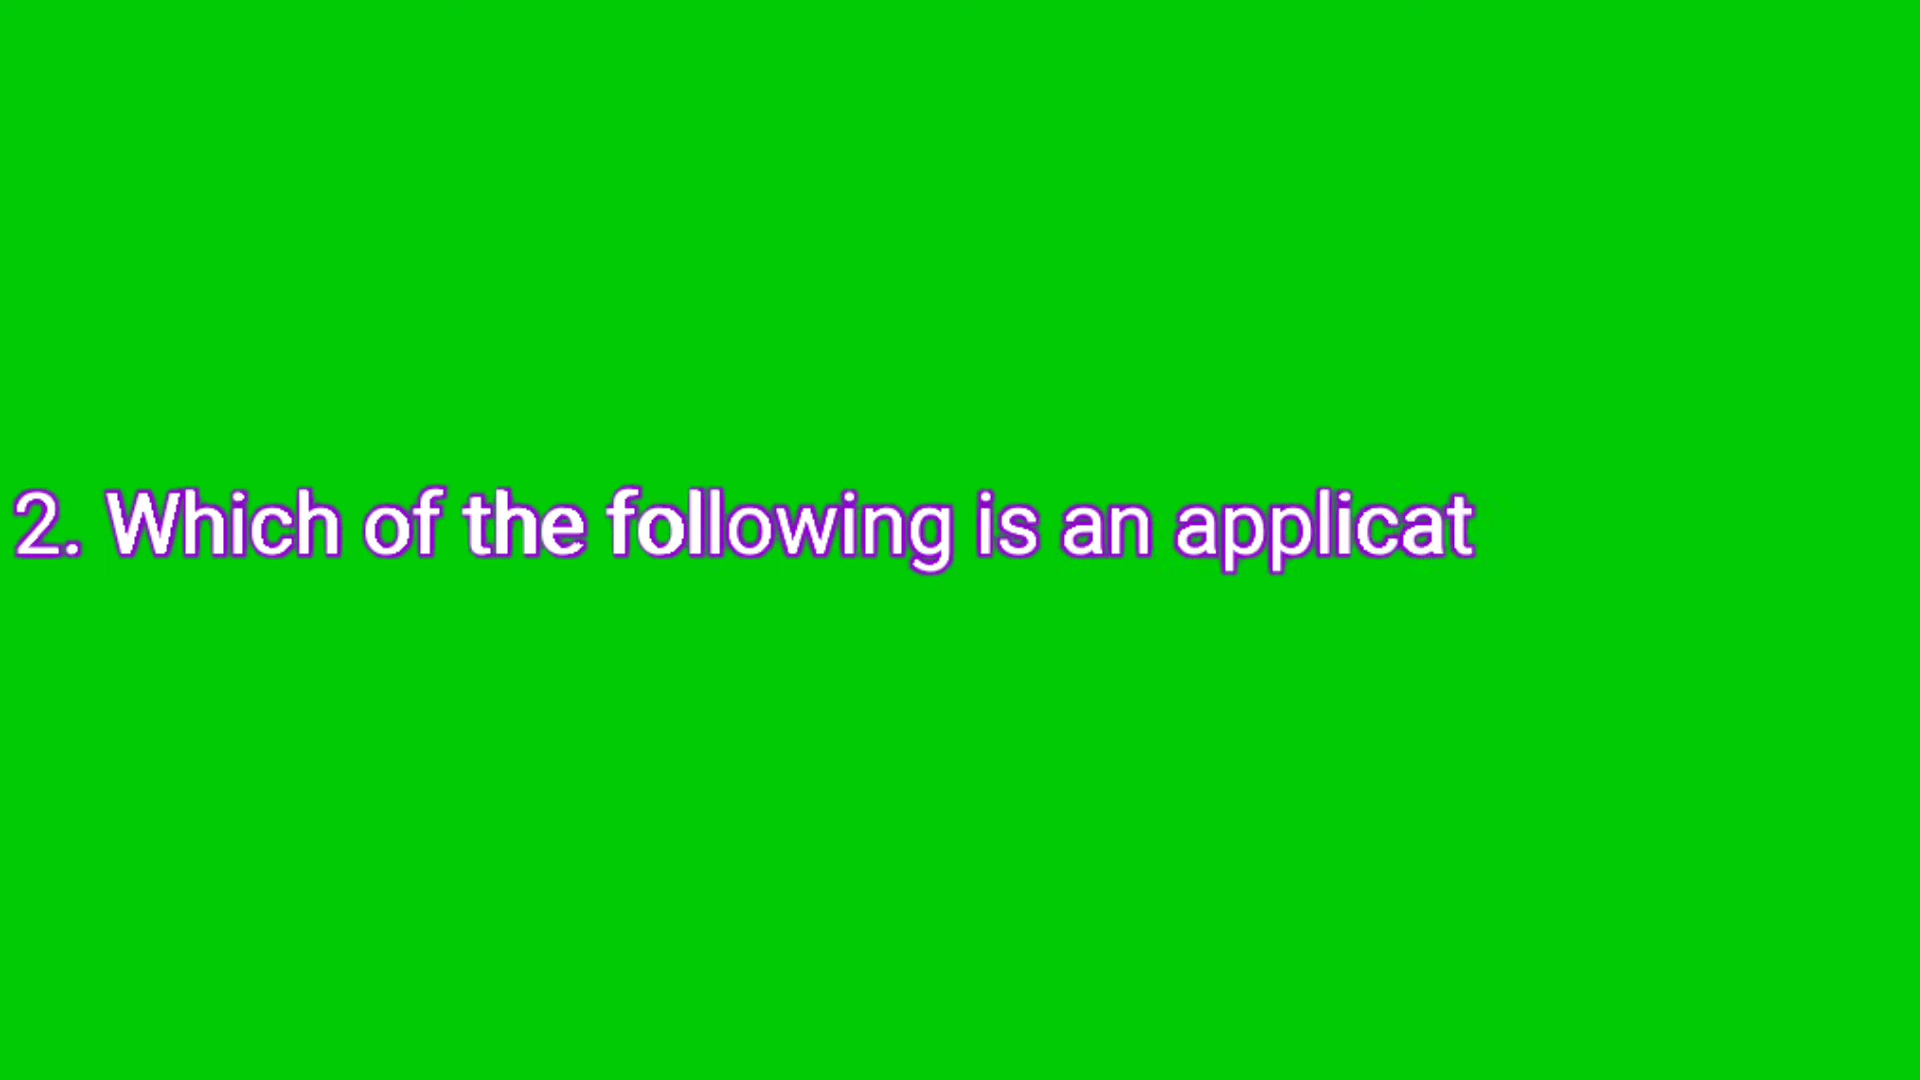 2. Which of the following is an applicat